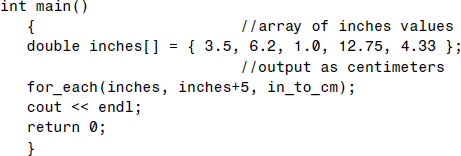 int main()
{ //array of inches values
double inches[] = { 3.5, 6.2, 1.0, 12.75, 4.33 };
//output as centimeters
for_each(inches, inches+5, in_to_cm);
cout << endl;
return 0;
}